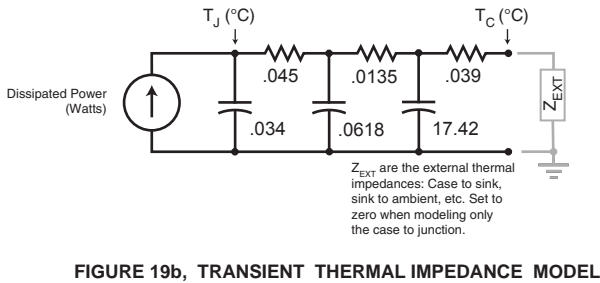 T_J (°C)
T_C (°C)
.045
.0135
.039
Dissipated Power
(Watts)
Z_EXT
.034
.0618
17.42
Z_EXT are the external thermal
impedances: Case to sink,
sink to ambient, etc. Set to
zero when modeling only
the case to junction.
FIGURE 19b, TRANSIENT THERMAL IMPEDANCE MODEL